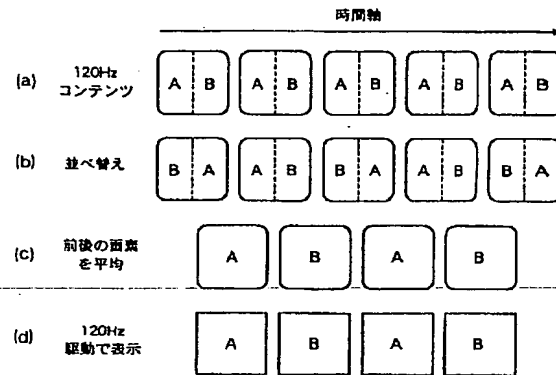 時間軸
(a) 120Hz コンテンツ A B A B A B A B A B
(b) 並べ替え B A A B B A A B B A
(c) 前後の画素を平均 A B A B
(d) 120Hz 駆動で表示 A B A B